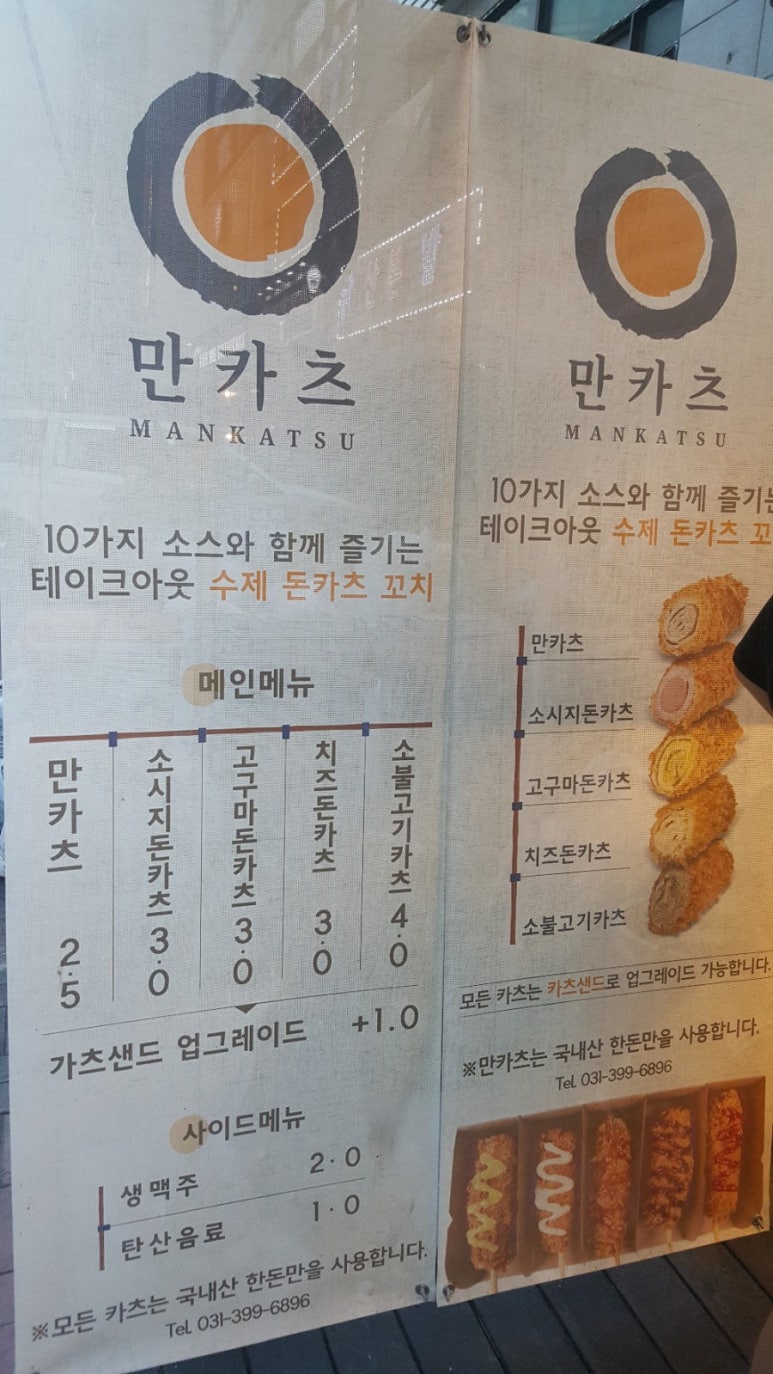 만카츠
MANKATSU
10가지 소스와 함께 즐기는
테이크아웃 수제 돈카츠 꼬치
메인메뉴
만카츠 2.5
소시지돈카츠 3.0
고구마돈카츠 3.0
치즈돈카츠 3.0
소불고기카츠 4.0
가츠샌드 업그레이드 +1.0
사이드메뉴
생맥주 2.0
탄산음료 1.0
※모든 카츠는 국내산 한돈만을 사용합니다.
Tel. 031-399-6896
만카츠
MANKATSU
10가지 소스와 함께 즐기는
테이크아웃 수제 돈카츠 꼬
만카츠
소시지돈카츠
고구마돈카츠
치즈돈카츠
소불고기카츠
모든 카츠는 카츠샌드로 업그레이드 가능합니다.
※만카츠는 국내산 한돈만을 사용합니다.
Tel. 031-399-6896